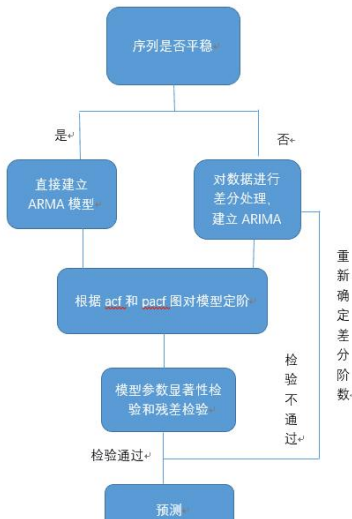 序列是否平稳
是
否
直接建立
ARMA 模型
对数据进行
差分处理，
建立 ARIMA
根据 acf 和 pacf 图对模型定阶
重新确定差分阶数
检验不通过
模型参数显著性检
验和残差检验
检验通过
预测